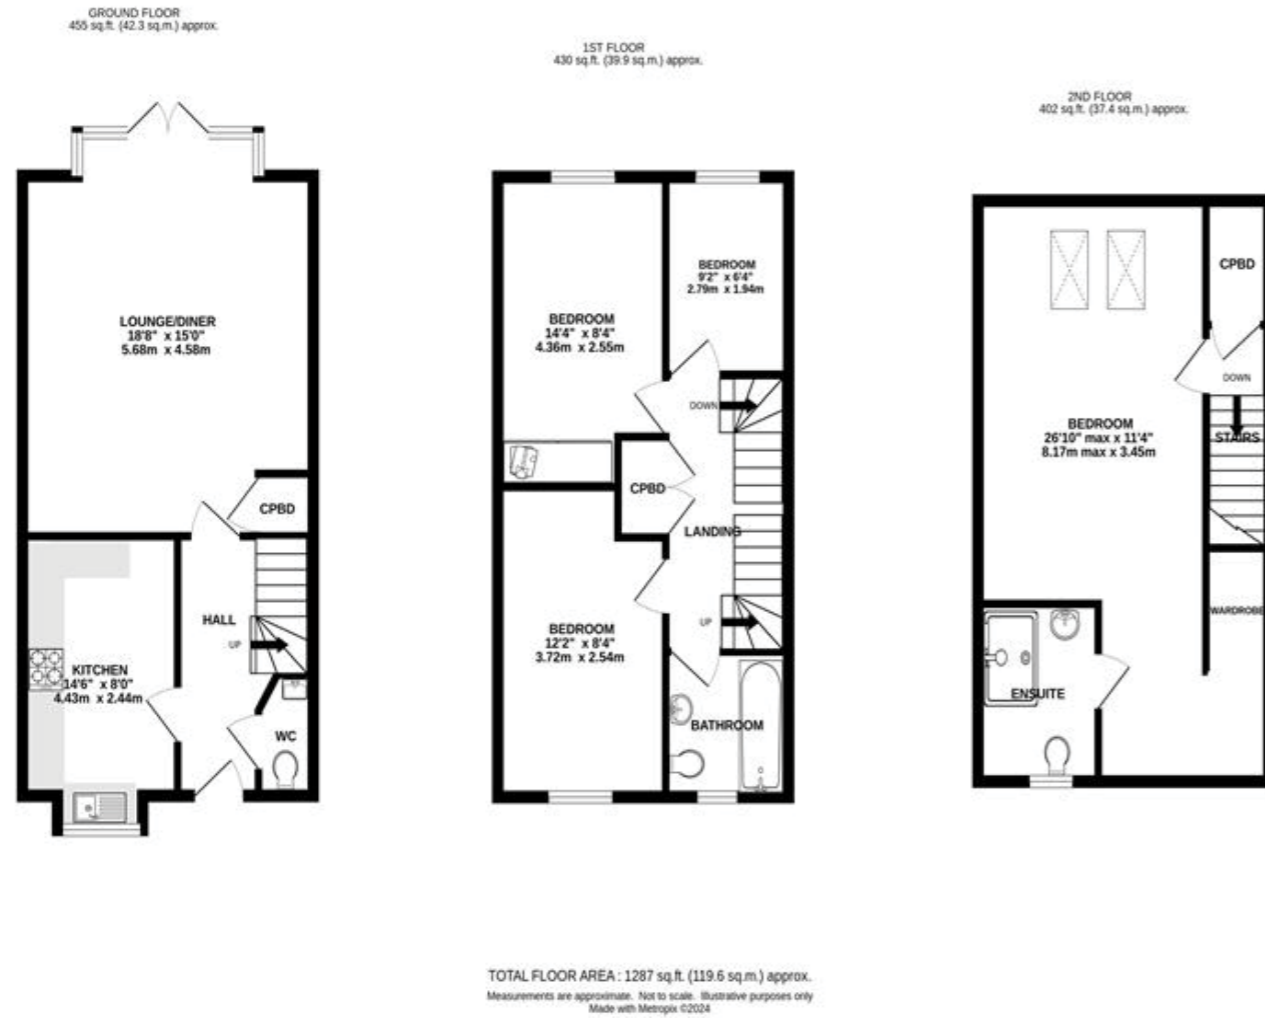 GROUND FLOOR
455 sq.ft. (42.3 sq.m.) approx.
1ST FLOOR
430 sq.ft. (39.9 sq.m.) approx.
2ND FLOOR
402 sq.ft. (37.4 sq.m.) approx.
LOUNGE/DINER
18'8" x 15'0"
5.68m x 4.58m
CPBD
HALL
UP
KITCHEN
14'6" x 8'0"
4.43m x 2.44m
WC
BEDROOM
9'2" x 6'4"
2.79m x 1.94m
BEDROOM
14'4" x 8'4"
4.36m x 2.55m
DOWN
CPBD
LANDING
UP
BEDROOM
12'2" x 8'4"
3.72m x 2.54m
BATHROOM
CPBD
DOWN
BEDROOM
26'10" max x 11'4"
8.17m max x 3.45m
STAIRS
WARDROBE
ENSUITE
TOTAL FLOOR AREA : 1287 sq.ft. (119.6 sq.m.) approx.
Measurements are approximate. Not to scale. Illustrative purposes only
Made with Metropix ©2024